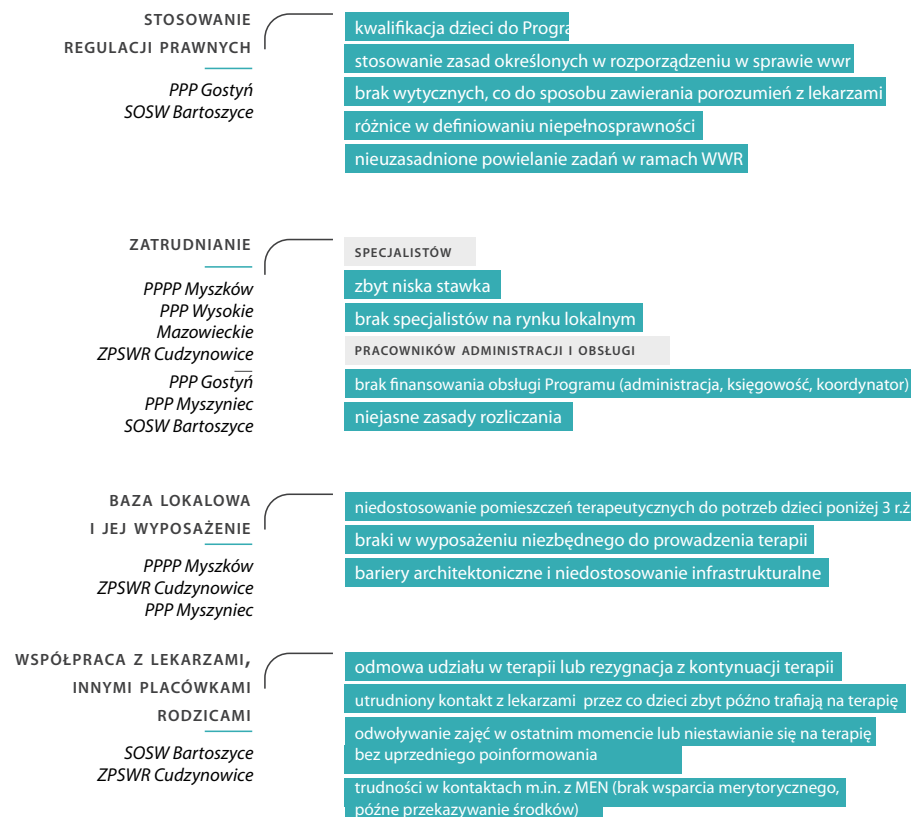 STOSOWANIE
REGULACJI PRAWNYCH
PPP Gostyń
SOSW Bartoszyce
kwalifikacja dzieci do Progra
stosowanie zasad określonych w rozporządzeniu w sprawie wwr
brak wytycznych, co do sposobu zawierania porozumień z lekarzami
różnice w definiowaniu niepełnosprawności
nieuzasadnione powielanie zadań w ramach WWR
ZATRUDNIANIE
PPPP Myszków
PPP Wysokie
Mazowieckie
ZPSWR Cudzynowice
PPP Gostyń
PPP Myszyniec
SOSW Bartoszyce
SPECJALISTÓW
zbyt niska stawka
brak specjalistów na rynku lokalnym
PRACOWNIKÓW ADMINISTRACJI I OBSŁUGI
brak finansowania obsługi Programu (administracja, księgowość, koordynator)
niejasne zasady rozliczania
BAZA LOKALOWA
I JEJ WYPOSAŻENIE
PPPP Myszków
ZPSWR Cudzynowice
PPP Myszyniec
niedostosowanie pomieszczeń terapeutycznych do potrzeb dzieci poniżej 3 r.ż
braki w wyposażeniu niezbędnego do prowadzenia terapii
bariery architektoniczne i niedostosowanie infrastrukturalne
WSPÓŁPRACA Z LEKARZAMI,
INNYMI PLACÓWKAMI
RODZICAMI
SOSW Bartoszyce
ZPSWR Cudzynowice
odmowa udziału w terapii lub rezygnacja z kontynuacji terapii
utrudniony kontakt z lekarzami przez co dzieci zbyt późno trafiają na terapię
odwoływanie zajęć w ostatnim momencie lub niestawianie się na terapię
bez uprzedniego poinformowania
trudności w kontaktach m.in. z MEN (brak wsparcia merytorycznego,
późne przekazywanie środków)